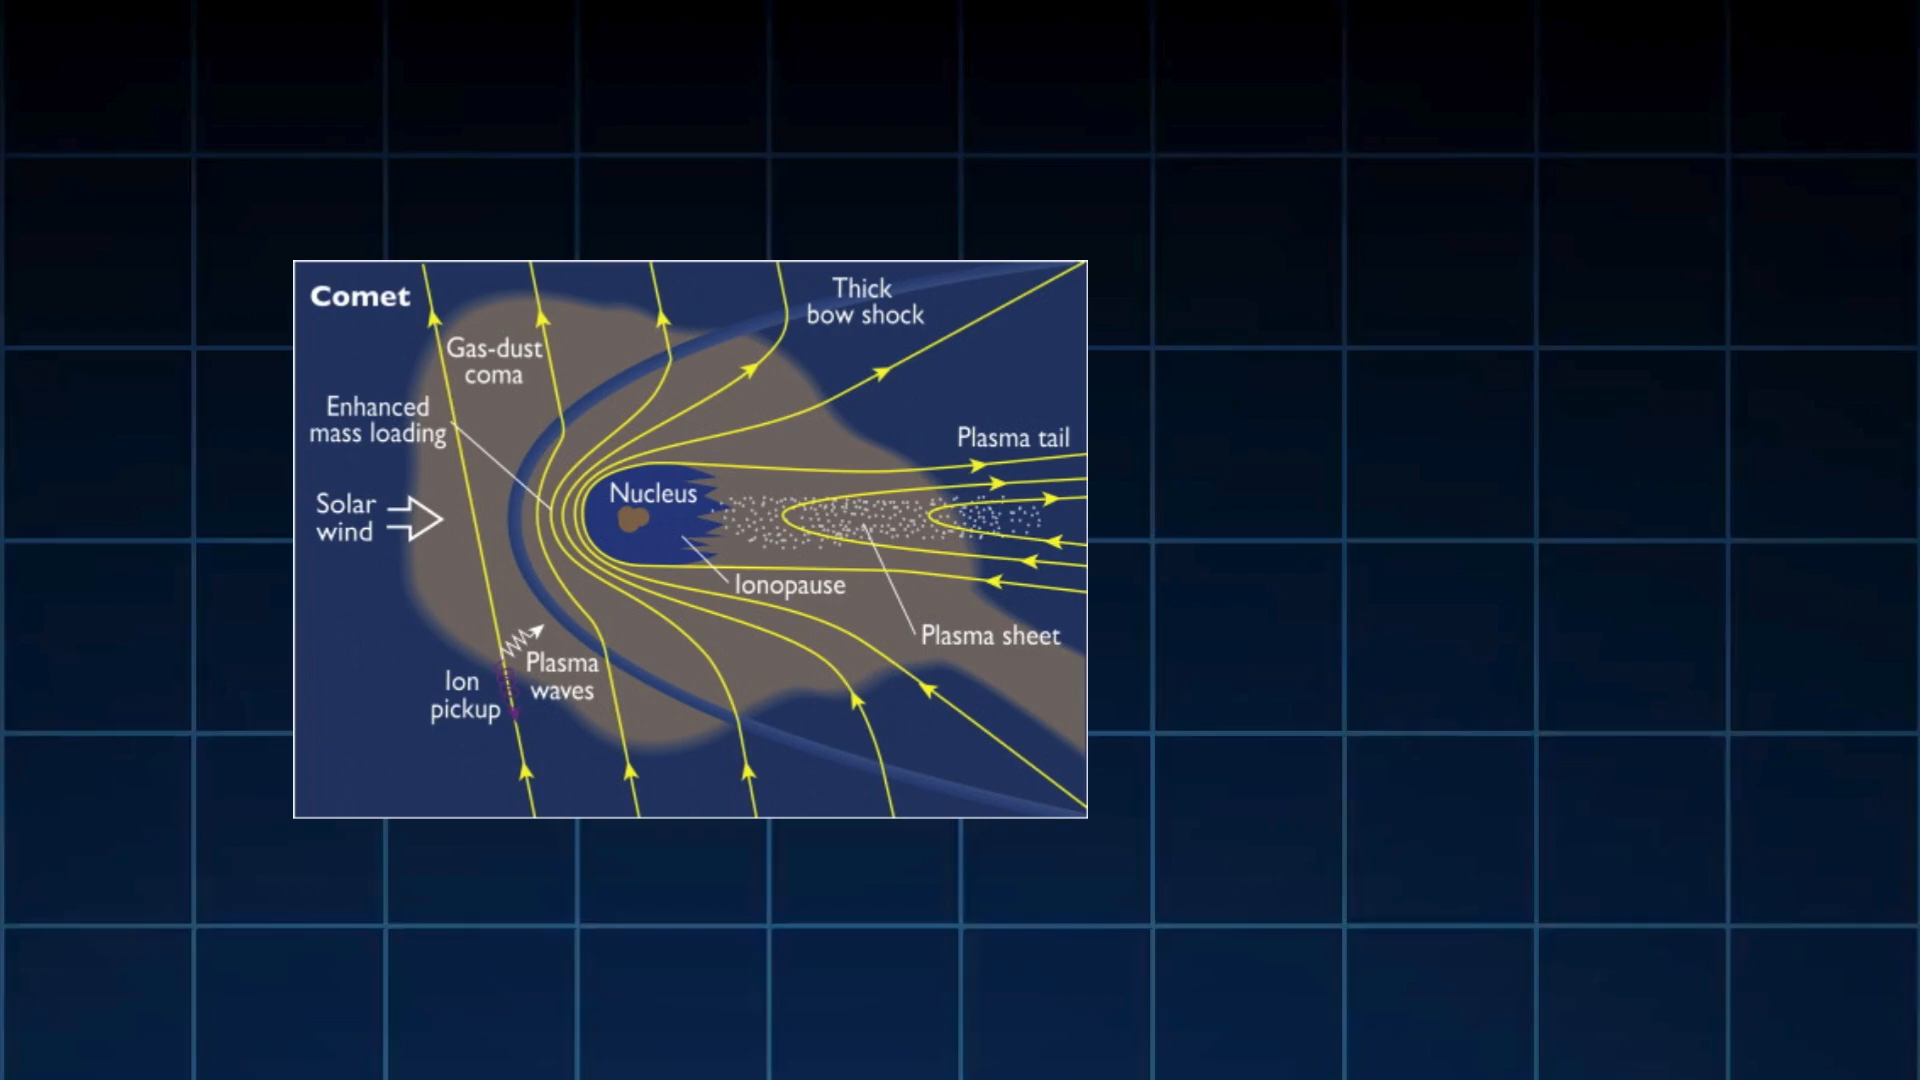 Comet
Thick
bow shock
Gas-dust
coma
Enhanced
mass loading
Plasma tail
Solar
wind
Nucleus
Ionopause
Plasma sheet
Plasma
waves
Ion
pickup